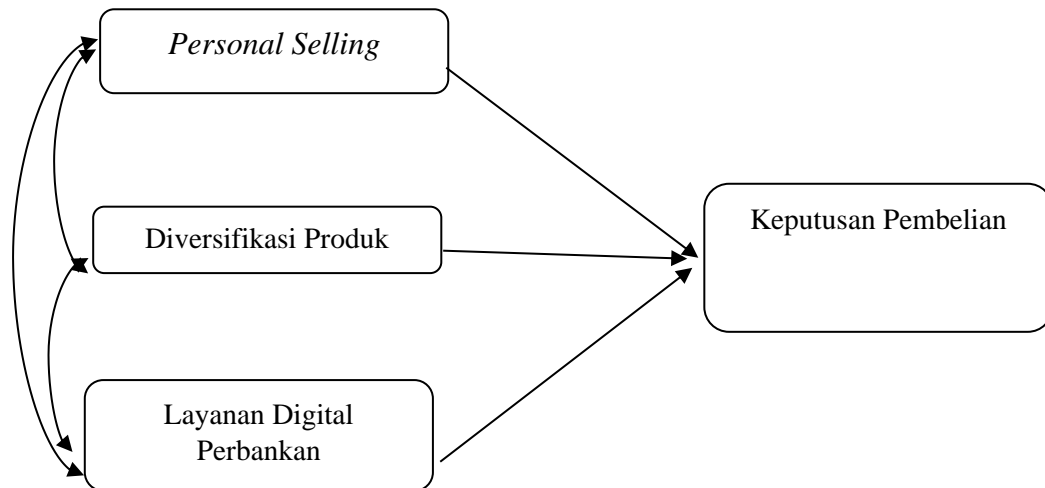 Personal Selling
Diversifikasi Produk
Keputusan Pembelian
Layanan Digital
Perbankan